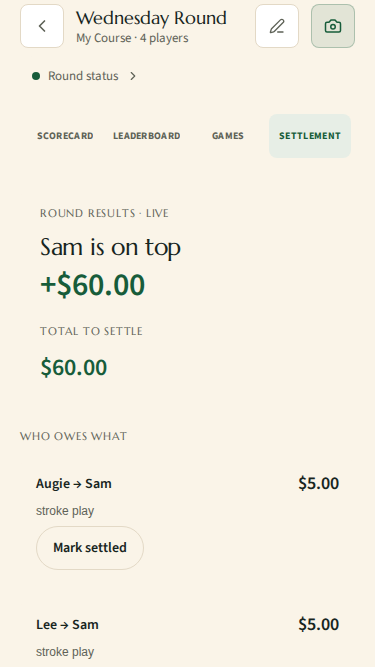 Wednesday Round
My Course · 4 players
Round status
SCORECARD LEADERBOARD GAMES SETTLEMENT
ROUND RESULTS · LIVE
Sam is on top
+$60.00
TOTAL TO SETTLE
$60.00
WHO OWES WHAT
Augie → Sam $5.00
stroke play
Mark settled
Lee → Sam $5.00
stroke play